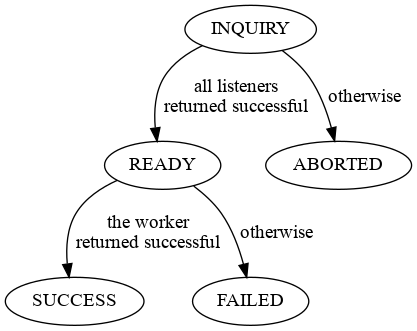 INQUIRY
all listeners
returned successful
otherwise
READY
ABORTED
the worker
returned successful
otherwise
SUCCESS
FAILED